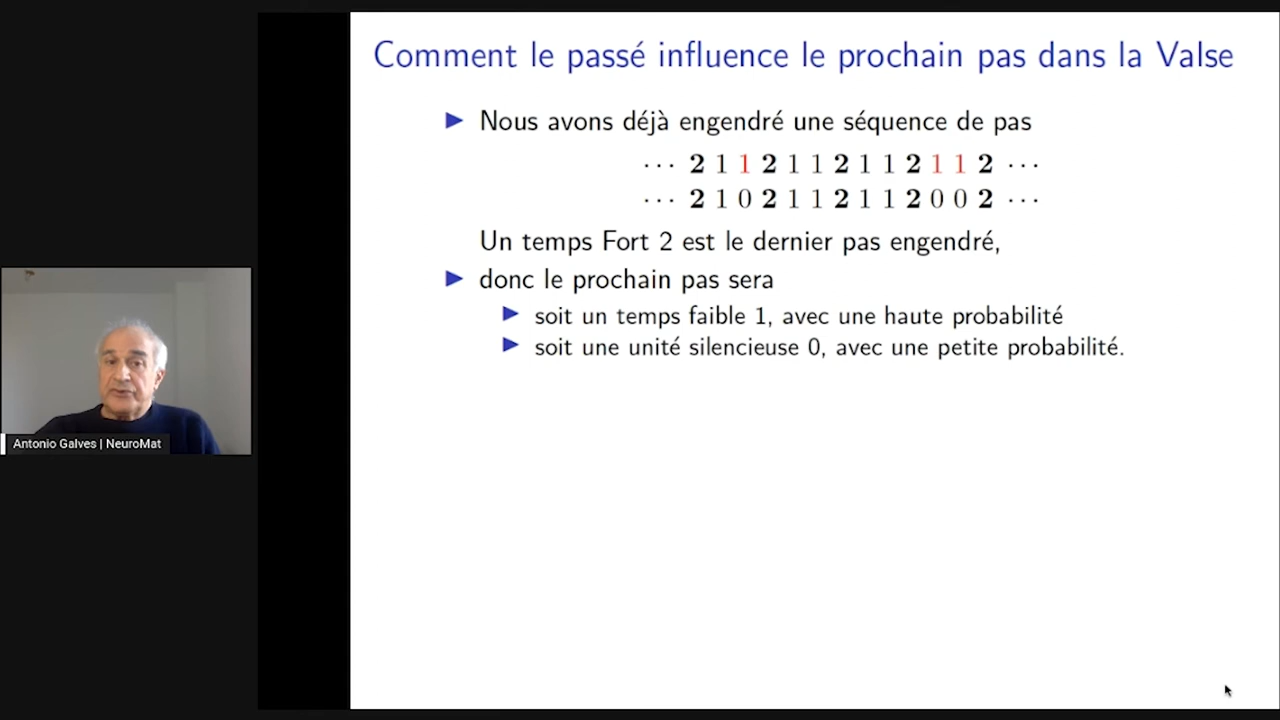 Comment le passé influence le prochain pas dans la Valse
▶ Nous avons déjà engendré une séquence de pas
··· 2 1 1 2 1 1 2 1 1 2 1 1 2 ···
··· 2 1 0 2 1 1 2 1 1 2 0 0 2 ···
Un temps Fort 2 est le dernier pas engendré,
▶ donc le prochain pas sera
▶ soit un temps faible 1, avec une haute probabilité
▶ soit une unité silencieuse 0, avec une petite probabilité.
Antonio Galves | NeuroMat